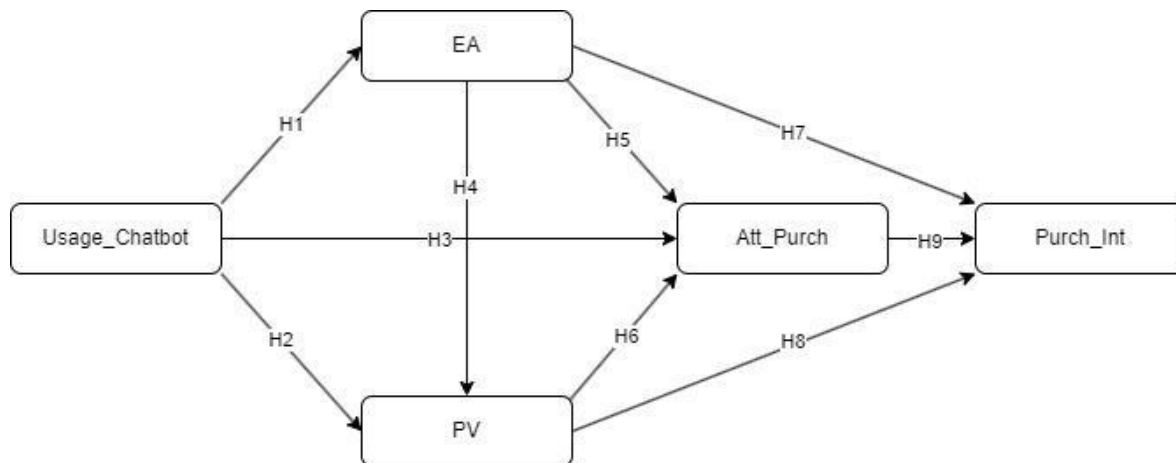 EA
H1
H5
H7
H4
Usage_Chatbot
H3
Att_Purch
H9
Purch_Int
H2
H6
H8
PV